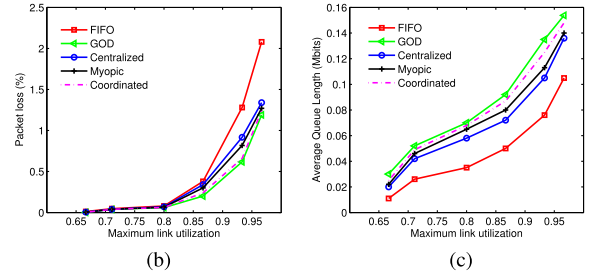 2.5
2
1.5
1
0.5
0
0.65 0.7 0.75 0.8 0.85 0.9 0.95
Packet loss (%)
Maximum link utilization
FIFO
GOD
Centralized
Myopic
Coordinated
(b)
0.16
0.14
0.12
0.1
0.08
0.06
0.04
0.02
0
0.65 0.7 0.75 0.8 0.85 0.9 0.95
Average Queue Length (Mbits)
Maximum link utilization
FIFO
GOD
Centralized
Myopic
Coordinated
(c)